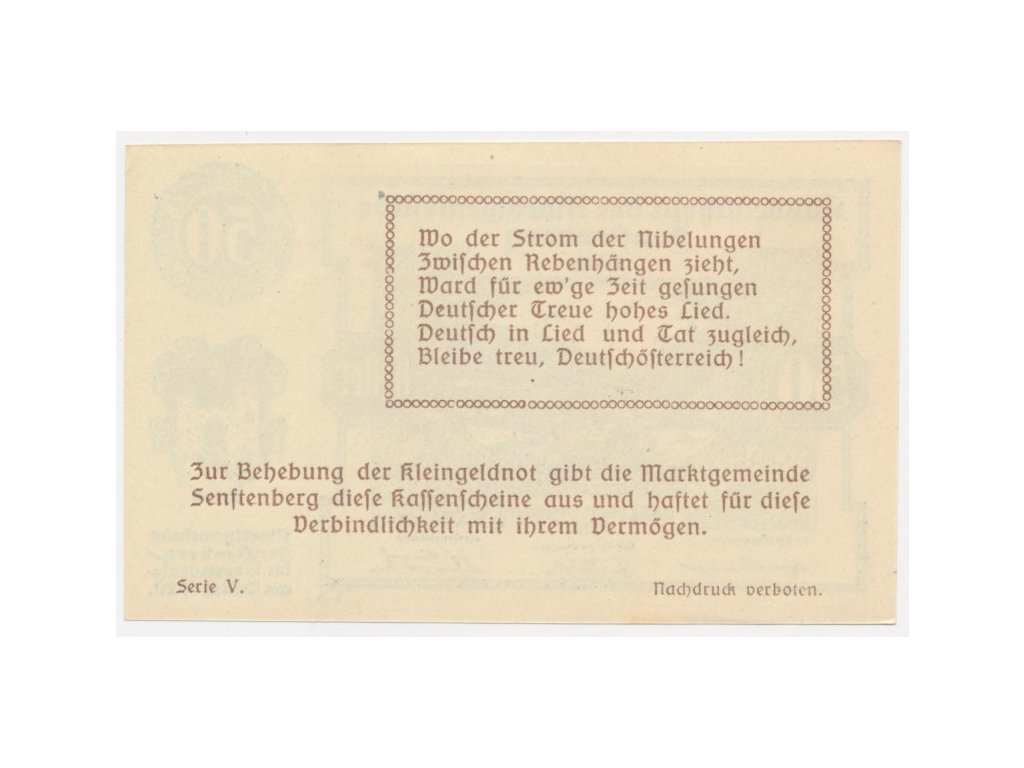 Wo der Strom der Nibelungen
Zwiſchen Rebenhängen zieht,
Ward für ew'ge Zeit geſungen
Deutſcher Treue hohes Lied.
Deutſch in Lied und Tat zugleich,
Bleibe treu, Deutſchöſterreich!
Zur Behebung der Kleingeldnot gibt die Marktgemeinde
Senftenberg dieſe Kaſſenſcheine aus und haftet für dieſe
Verbindlichkeit mit ihrem Vermögen.
Serie V.
Nachdruck verboten.